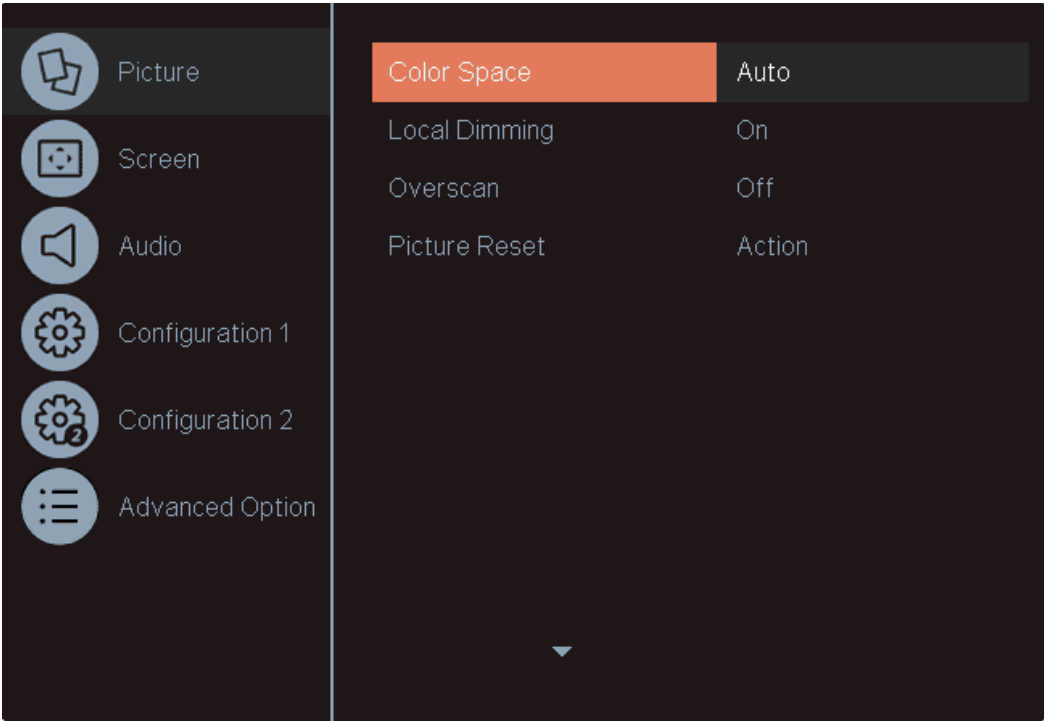 Picture
Screen
Audio
Configuration 1
Configuration 2
2
Advanced Option
Color Space Auto
Local Dimming On
Overscan Off
Picture Reset Action